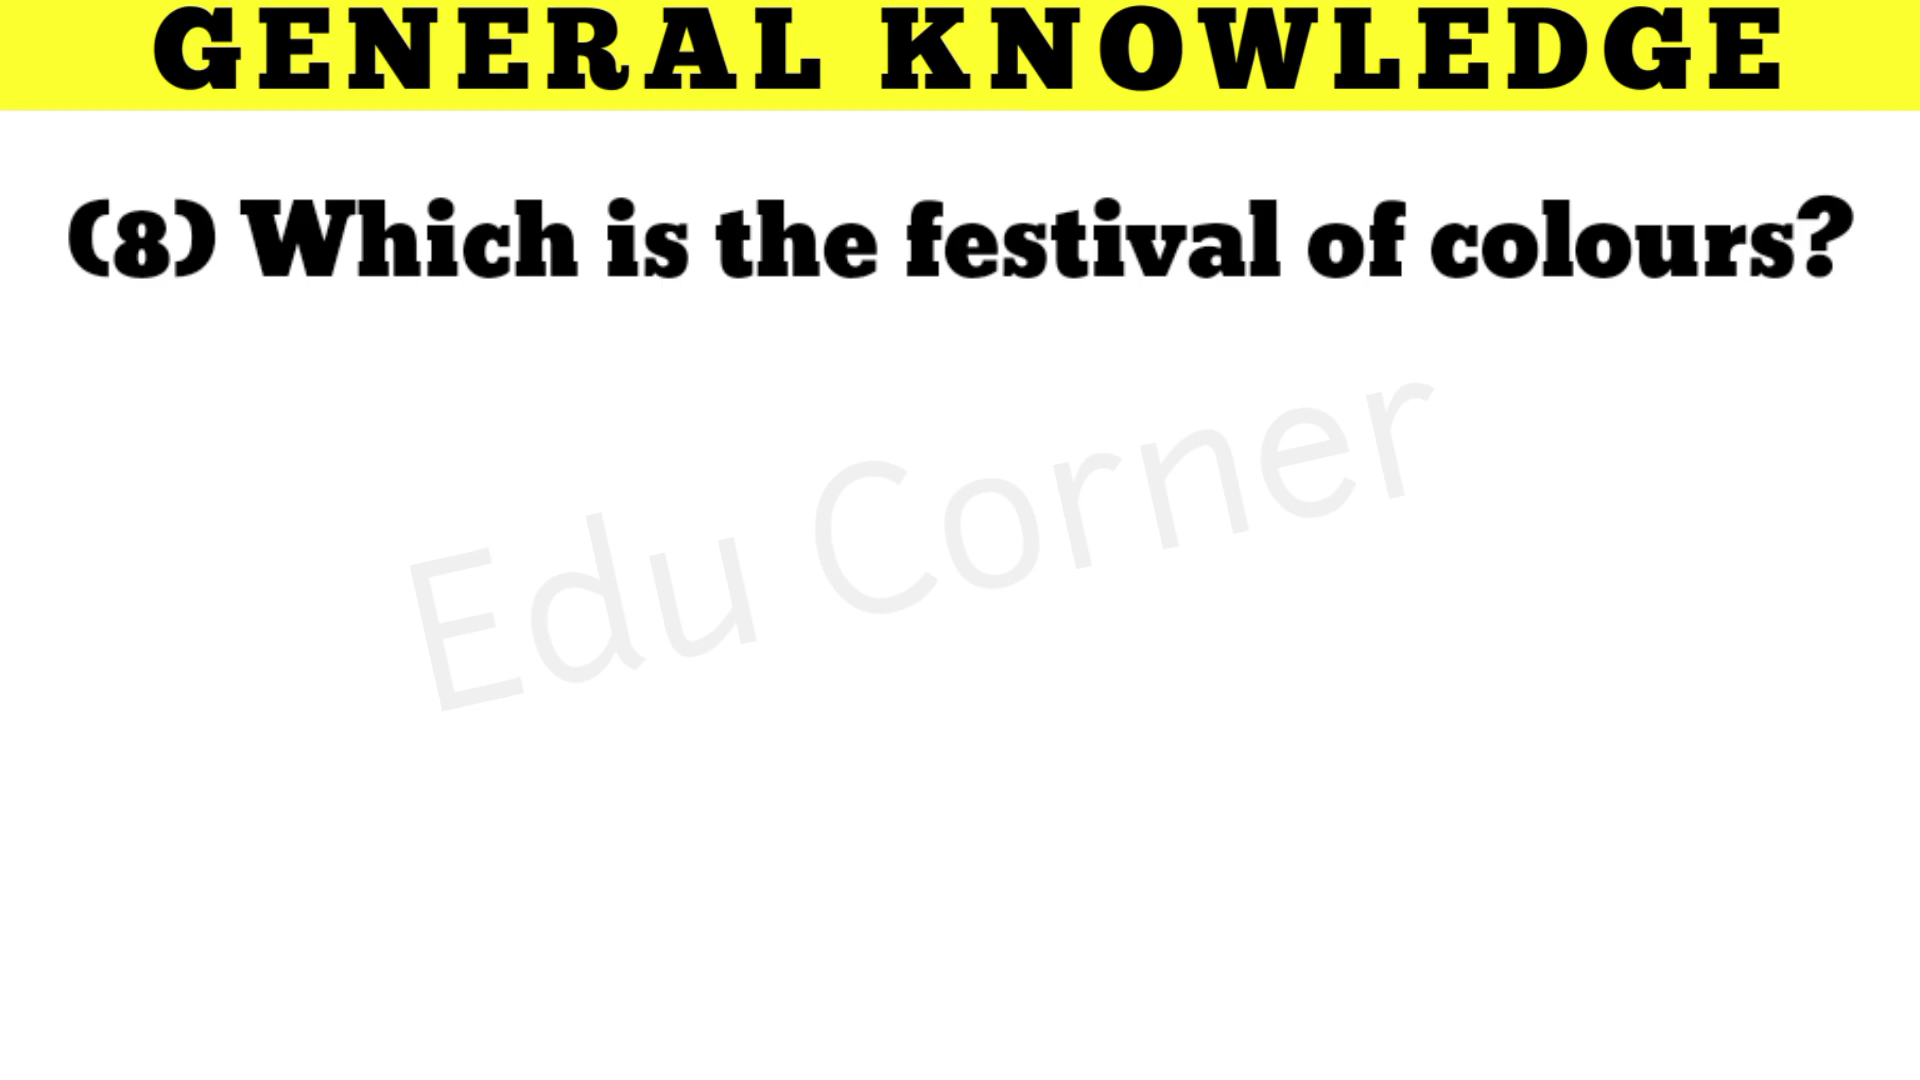 GENERAL KNOWLEDGE
(8) Which is the festival of colours?
Edu Corner